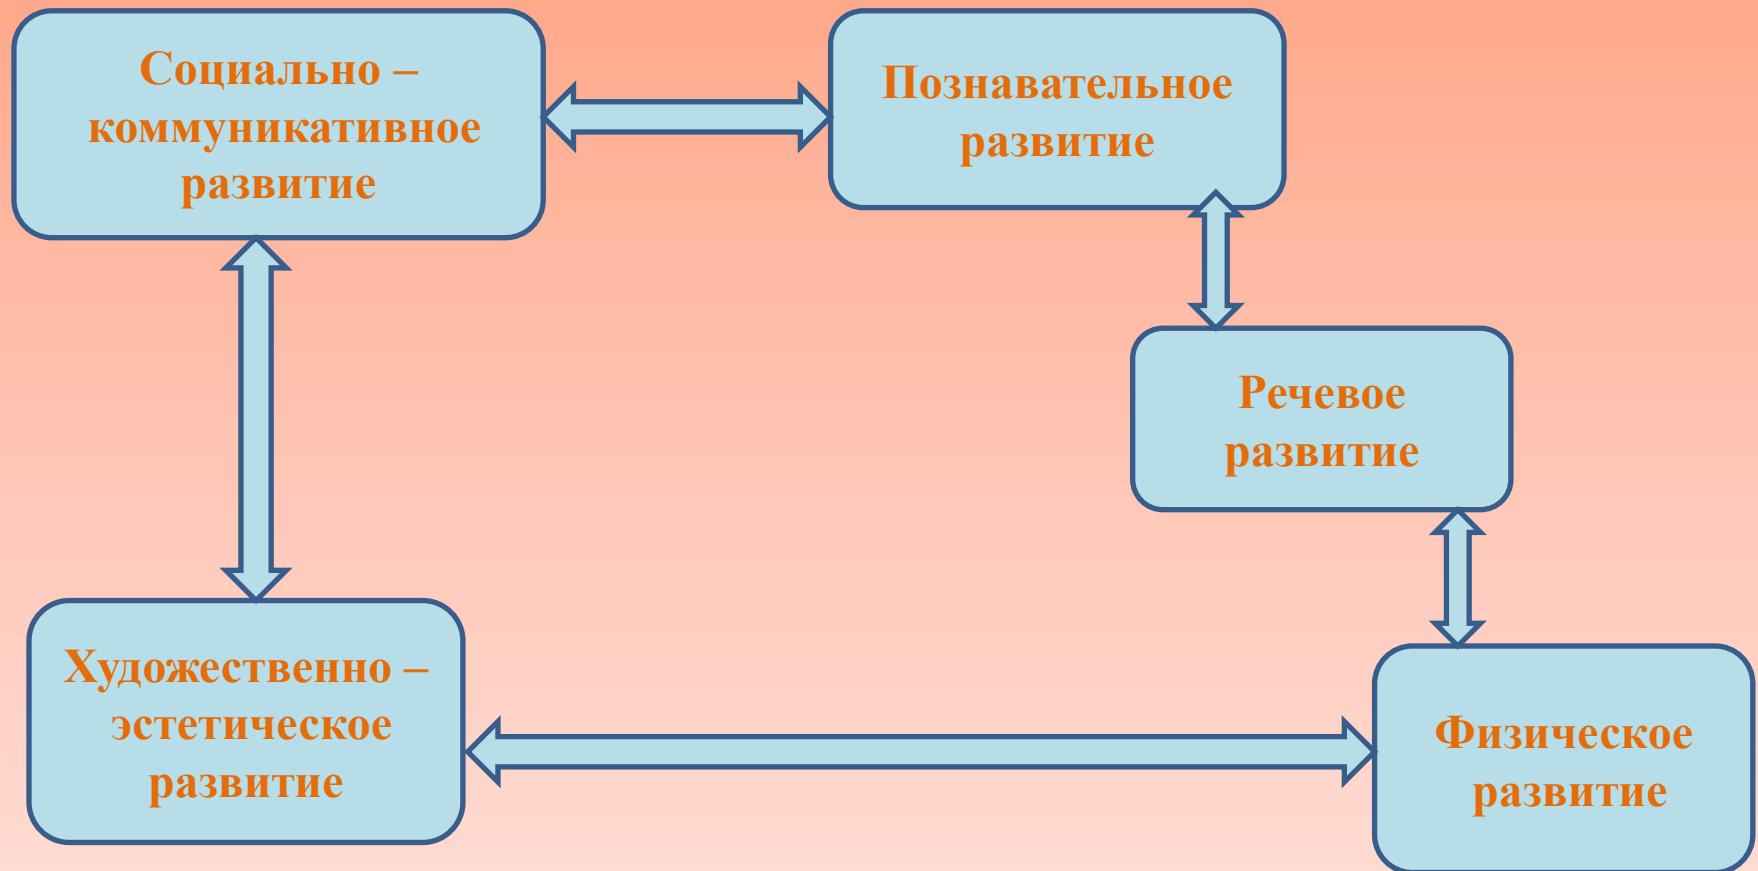 Социально –
коммуникативное
развитие
Познавательное
развитие
Речевое
развитие
Художественно –
эстетическое
развитие
Физическое
развитие